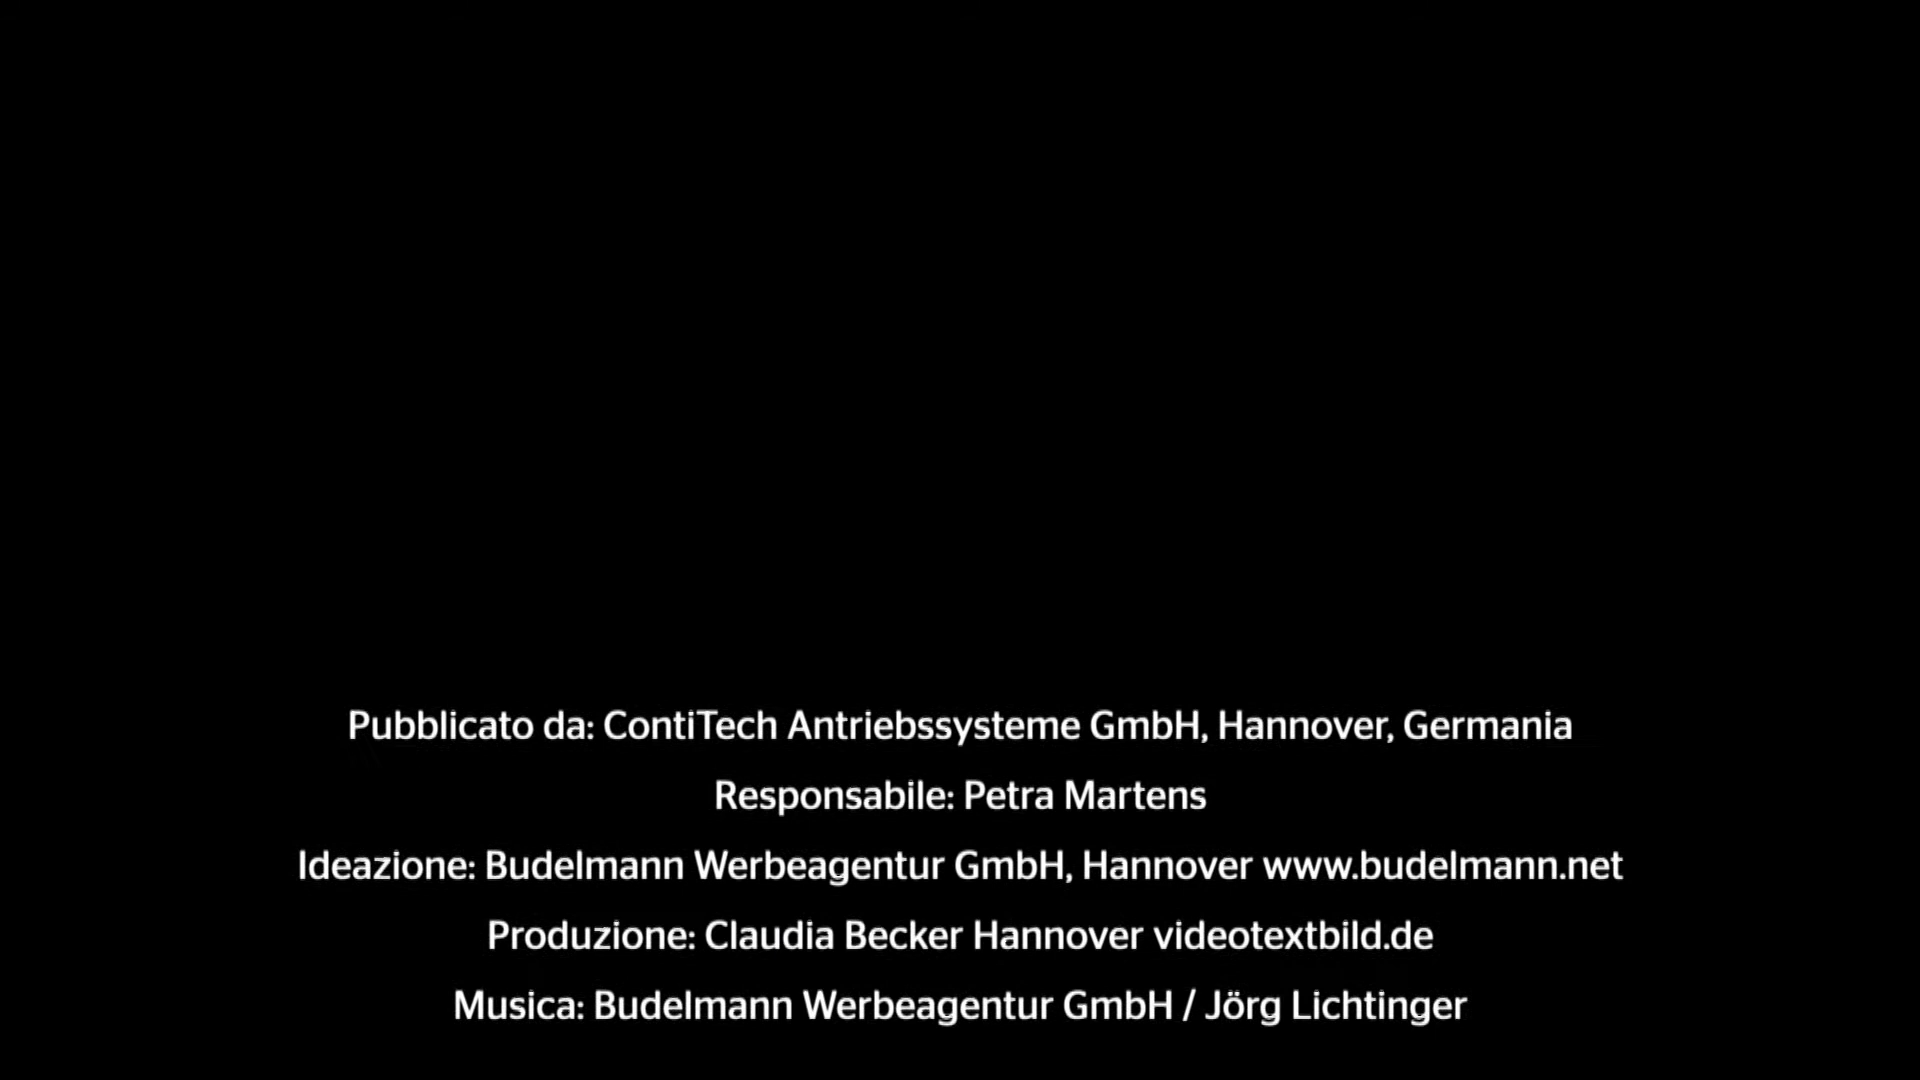 Pubblicato da: ContiTech Antriebssysteme GmbH, Hannover, Germania
Responsabile: Petra Martens
Ideazione: Budelmann Werbeagentur GmbH, Hannover www.budelmann.net
Produzione: Claudia Becker Hannover videotextbild.de
Musica: Budelmann Werbeagentur GmbH / Jörg Lichtinger